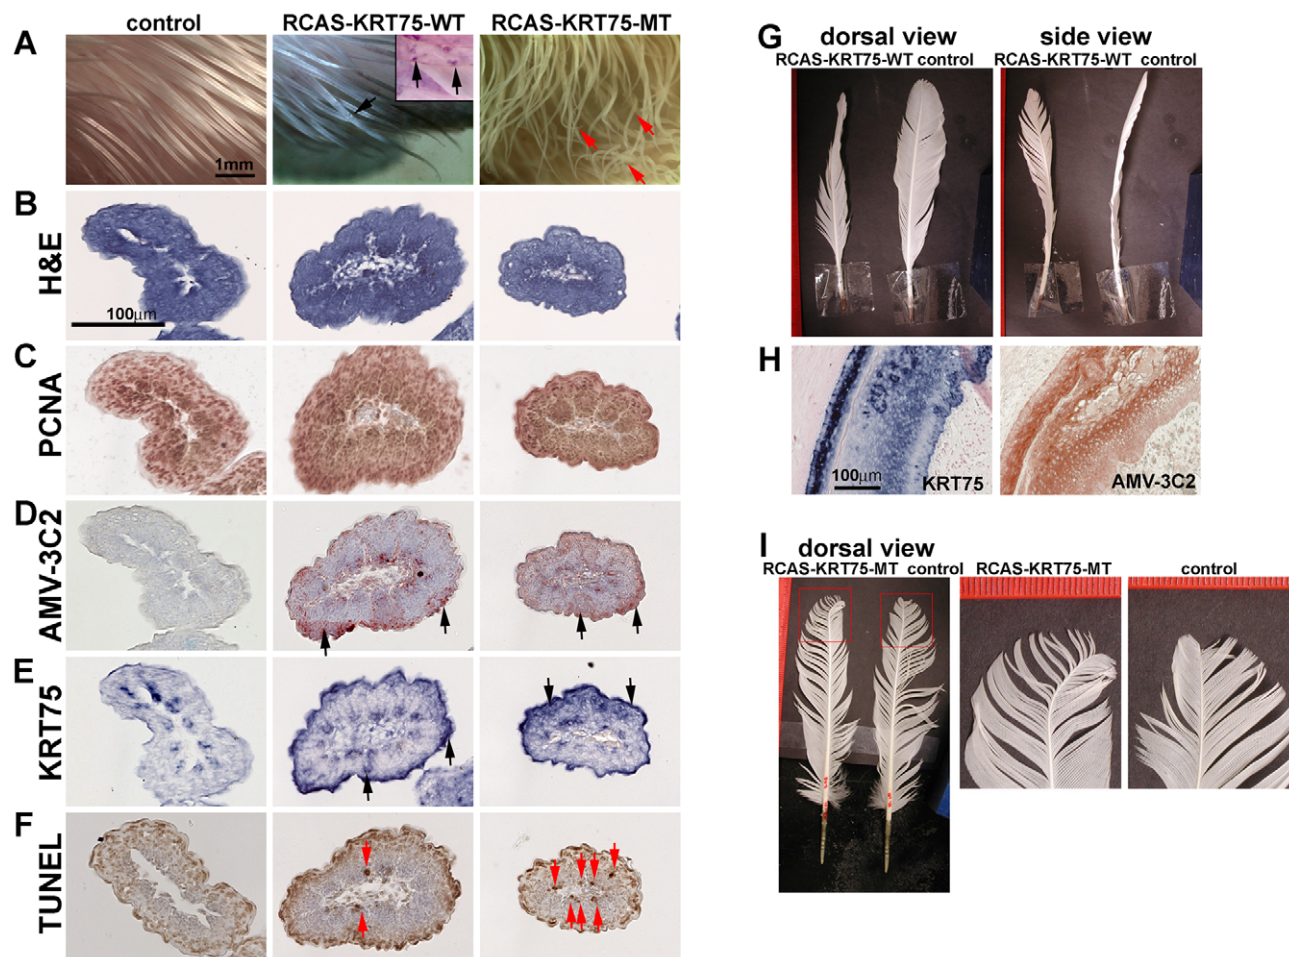 control RCAS-KRT75-WT RCAS-KRT75-MT
A
1mm
B
H&E
100μm
C
PCNA
D
AMV-3C2
E
KRT75
F
TUNEL
G
dorsal view side view
RCAS-KRT75-WT control RCAS-KRT75-WT control
H
100μm
KRT75
AMV-3C2
I
dorsal view
RCAS-KRT75-MT control RCAS-KRT75-MT control